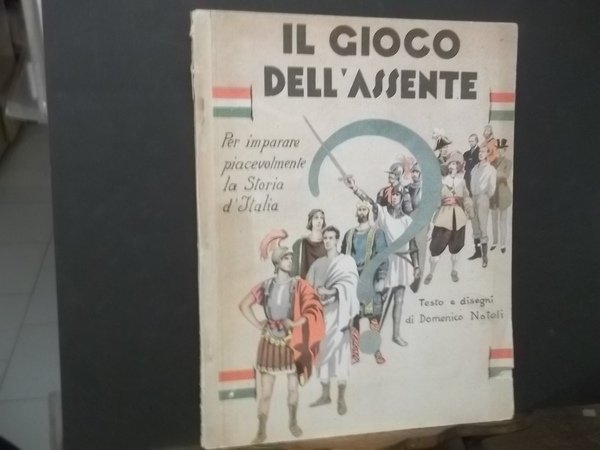 IL GIOCO
DELL'ASSENTE
Per imparare
piacevolmente
la Storia
d'Italia
?
Testo e disegni
di Domenico Natoli